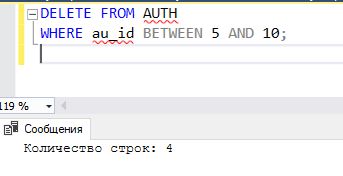 DELETE FROM AUTH
WHERE au_id BETWEEN 5 AND 10;
119 %
Сообщения
Количество строк: 4